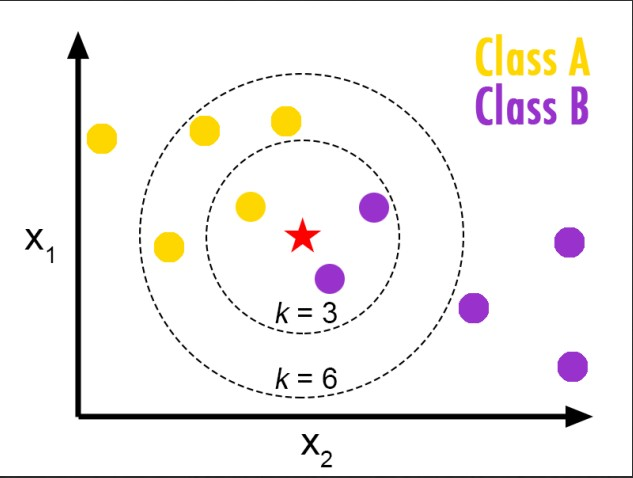 Class A
Class B
x1
k = 3
k = 6
x2